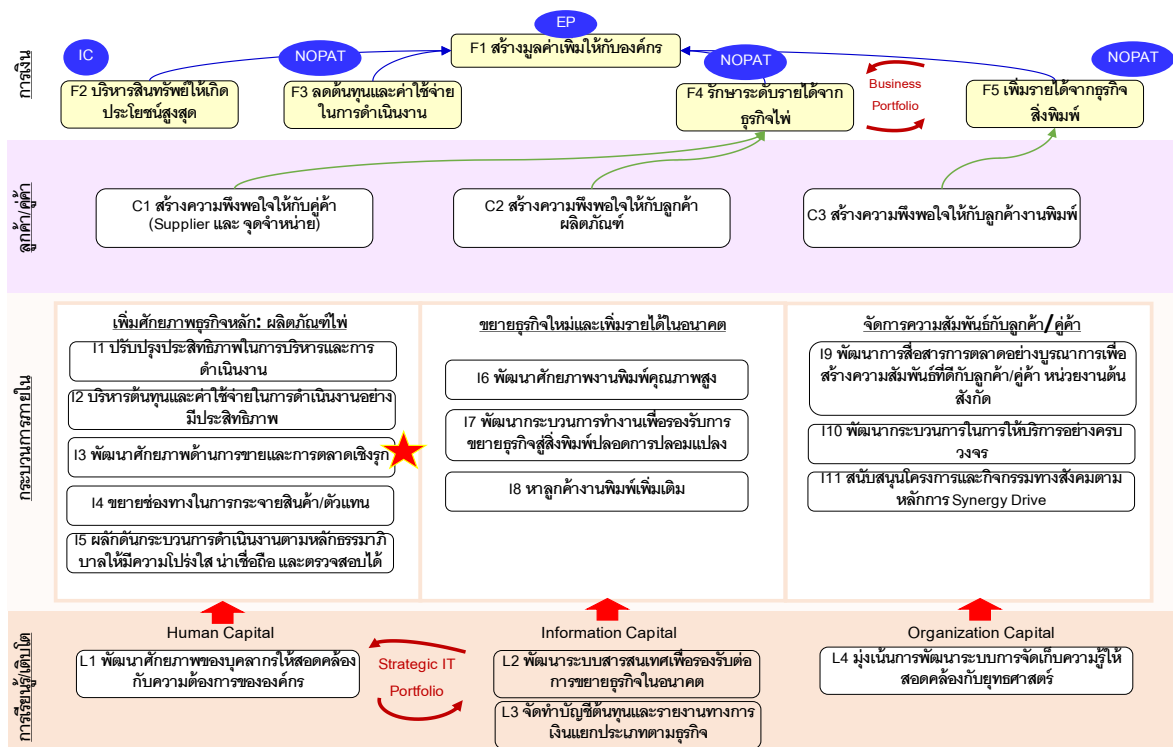 การเงิน
EP
F1 สร้างมูลค่าเพิ่มให้กับองค์กร
IC
NOPAT
NOPAT
NOPAT
F2 บริหารสินทรัพย์ให้เกิด
ประโยชน์สูงสุด
F3 ลดต้นทุนและค่าใช้จ่าย
ในการดำเนินงาน
F4 รักษาระดับรายได้จาก
ธุรกิจไพ่
Business
Portfolio
F5 เพิ่มรายได้จากธุรกิจ
สิ่งพิมพ์
ลูกค้า/คู่ค้า
C1 สร้างความพึงพอใจให้กับคู่ค้า
(Supplier และ จุดจำหน่าย)
C2 สร้างความพึงพอใจให้กับลูกค้า
ผลิตภัณฑ์
C3 สร้างความพึงพอใจให้กับลูกค้างานพิมพ์
กระบวนการภายใน
เพิ่มศักยภาพธุรกิจหลัก: ผลิตภัณฑ์ไพ่
I1 ปรับปรุงประสิทธิภาพในการบริหารและการ
ดำเนินงาน
I2 บริหารต้นทุนและค่าใช้จ่ายในการดำเนินงานอย่าง
มีประสิทธิภาพ
I3 พัฒนาศักยภาพด้านการขายและการตลาดเชิงรุก
I4 ขยายช่องทางในการกระจายสินค้า/ตัวแทน
I5 ผลักดันกระบวนการดำเนินงานตามหลักธรรมาภิ
บาลให้มีความโปร่งใส น่าเชื่อถือ และตรวจสอบได้
ขยายธุรกิจใหม่และเพิ่มรายได้ในอนาคต
I6 พัฒนาศักยภาพงานพิมพ์คุณภาพสูง
I7 พัฒนากระบวนการทำงานเพื่อรองรับการ
ขยายธุรกิจสู่สิ่งพิมพ์ปลอดการปลอมแปลง
I8 หาลูกค้างานพิมพ์เพิ่มเติม
จัดการความสัมพันธ์กับลูกค้า/คู่ค้า
I9 พัฒนาการสื่อสารการตลาดอย่างบูรณาการเพื่อ
สร้างความสัมพันธ์ที่ดีกับลูกค้า/คู่ค้า หน่วยงานต้น
สังกัด
I10 พัฒนากระบวนการในการให้บริการอย่างครบ
วงจร
I11 สนับสนุนโครงการและกิจกรรมทางสังคมตาม
หลักการ Synergy Drive
การเรียนรู้/เติบโต
Human Capital
L1 พัฒนาศักยภาพของบุคลากรให้สอดคล้อง
กับความต้องการขององค์กร
Strategic IT
Portfolio
Information Capital
L2 พัฒนาระบบสารสนเทศเพื่อรองรับต่อ
การขยายธุรกิจในอนาคต
L3 จัดทำบัญชีต้นทุนและรายงานทางการ
เงินแยกประเภทตามธุรกิจ
Organization Capital
L4 มุ่งเน้นการพัฒนาระบบการจัดเก็บความรู้ให้
สอดคล้องกับยุทธศาสตร์